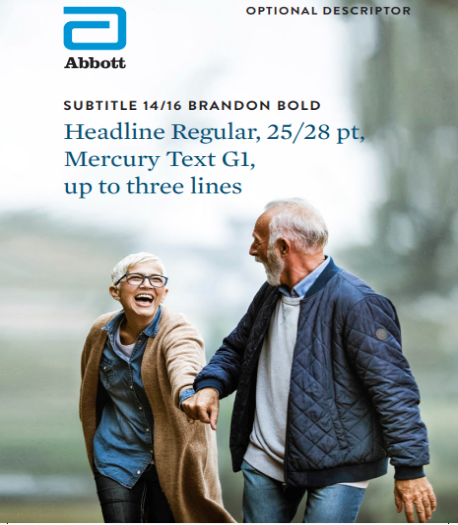 OPTIONAL DESCRIPTOR
Abbott
SUBTITLE 14/16 BRANDON BOLD
Headline Regular, 25/28 pt,
Mercury Text G1,
up to three lines